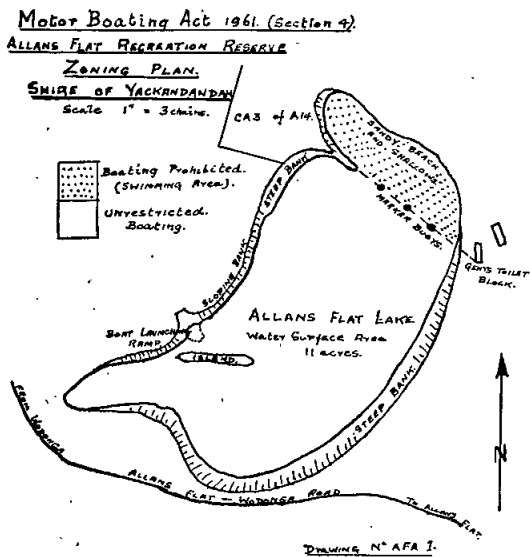 Motor Boating Act 1961. (Section 4).
Allans Flat Recreation Reserve
Zoning Plan.
Shire of Yackandandah
Scale 1" = 3 chains.
CA3 of A14.
Sandy Beach
and Shallows
Boating Prohibited.
(Swimming Area).
Unrestricted
Boating.
Steep Bank
Marker Buoys.
Gents Toilet
Block.
Sloping Bank
Allans Flat Lake
Water Surface Area
11 acres.
Boat Launching
Ramp.
Island.
Steep Bank
From Wodonga
Allans Flat - Wodonga Road
To Allans Flat.
N
Drawing No AFA 1.